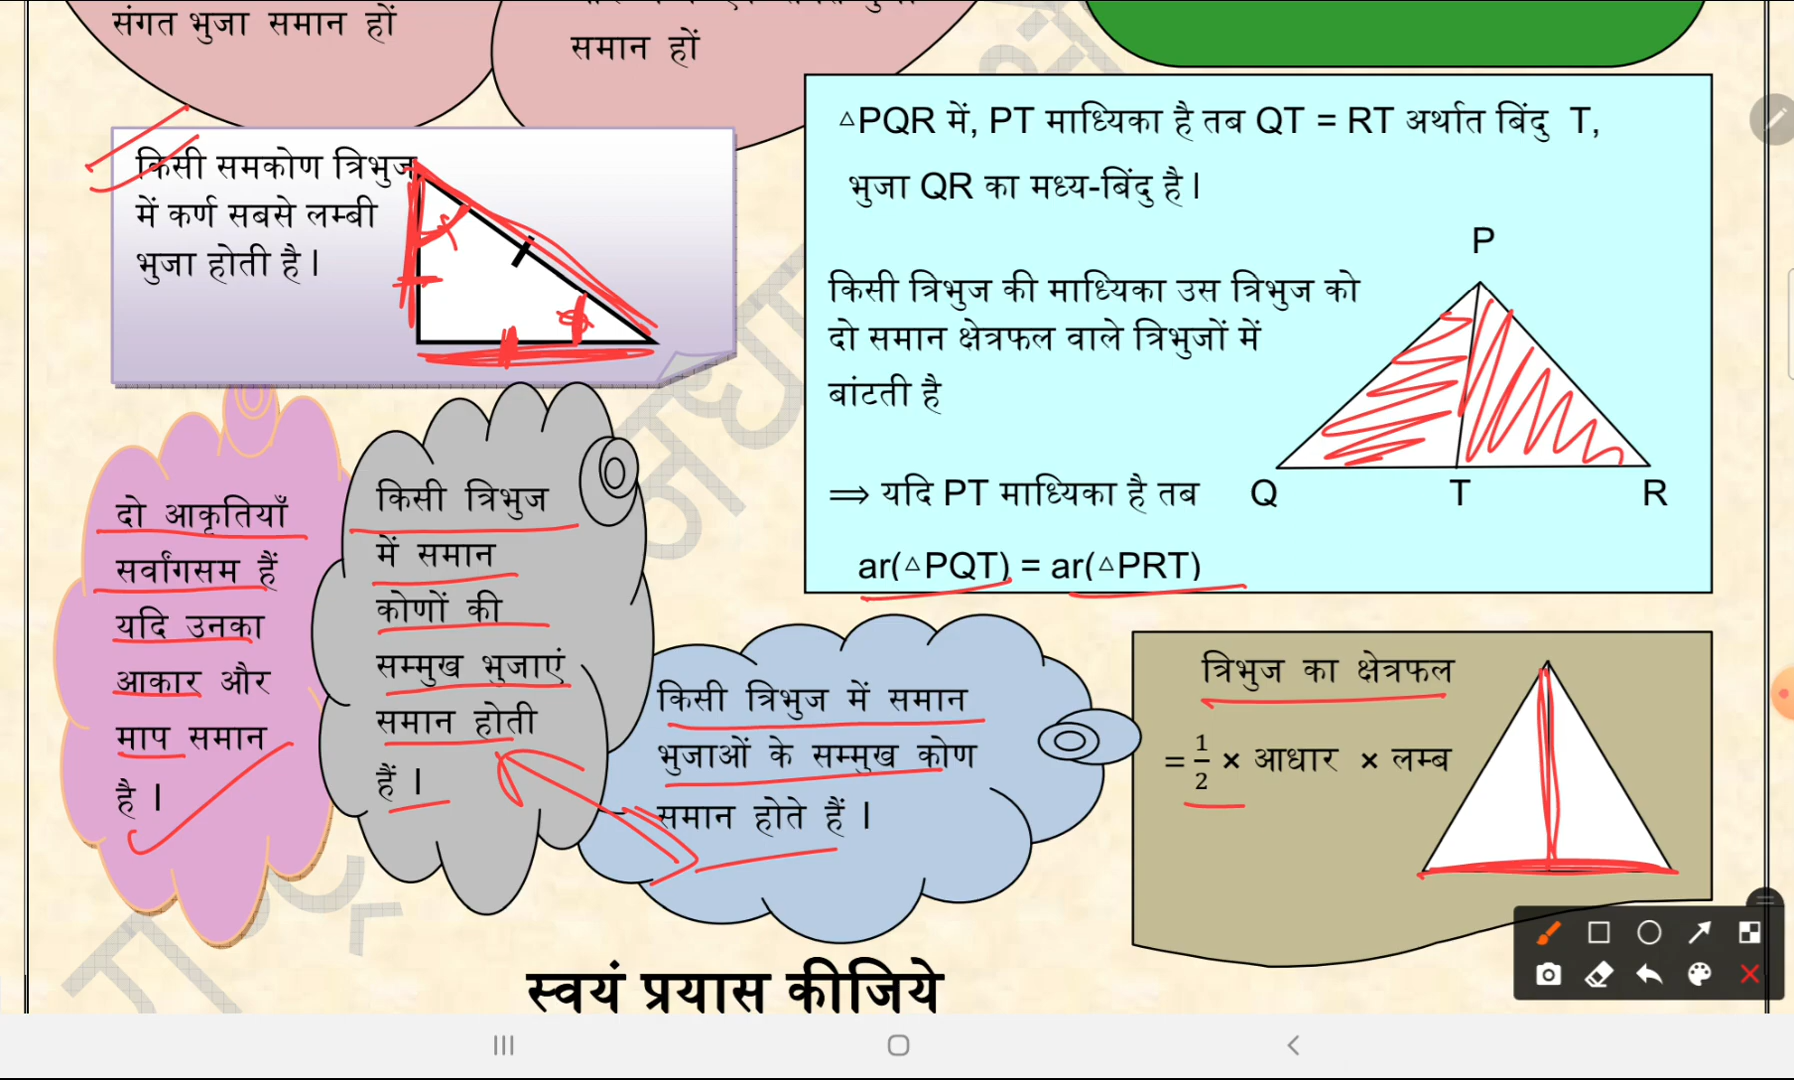 संगत भुजा समान हों
समान हों
△PQR में, PT माध्यिका है तब QT = RT अर्थात बिंदु T,
भुजा QR का मध्य-बिंदु है।
किसी समकोण त्रिभुज
में कर्ण सबसे लम्बी
भुजा होती है।
किसी त्रिभुज की माध्यिका उस त्रिभुज को
दो समान क्षेत्रफल वाले त्रिभुजों में
बांटती है
P
Q
T
R
⟹ यदि PT माध्यिका है तब
ar(△PQT) = ar(△PRT)
दो आकृतियाँ
सर्वांगसम हैं
यदि उनका
आकार और
माप समान
है।
किसी त्रिभुज
में समान
कोणों की
सम्मुख भुजाएं
समान होती
हैं।
किसी त्रिभुज में समान
भुजाओं के सम्मुख कोण
समान होते हैं।
त्रिभुज का क्षेत्रफल
= 1/2 × आधार × लम्ब
स्वयं प्रयास कीजिये